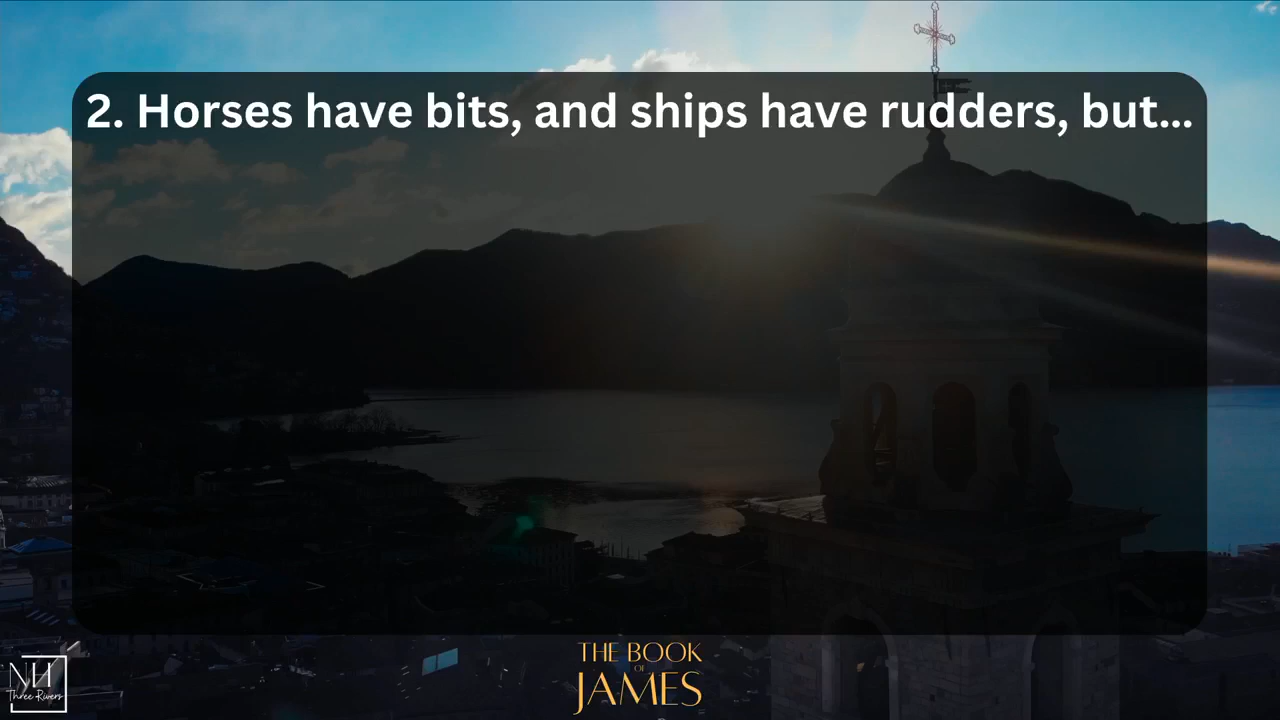 2. Horses have bits, and ships have rudders, but...
THE BOOK
OF
JAMES
NH
Three Rivers